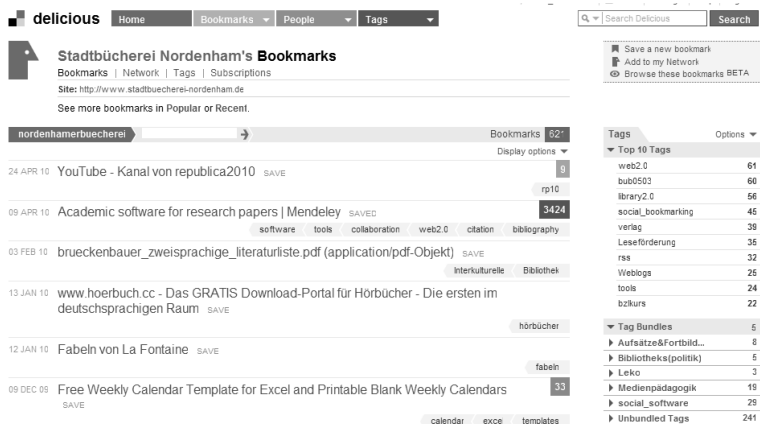 delicious Home Bookmarks People Tags Search Delicious Search
Stadtbücherei Nordenham's Bookmarks
Bookmarks | Network | Tags | Subscriptions
Site: http://www.stadtbuecherei-nordenham.de
See more bookmarks in Popular or Recent.
Save a new bookmark
Add to my Network
Browse these bookmarks BETA
nordenhamerbuecherei Bookmarks
Display options
24 APR 10 YouTube - Kanal von republica2010 SAVE 9
rp10
09 APR 10 Academic software for research papers | Mendeley SAVED 3424
software tools collaboration web2.0 citation bibliography
03 FEB 10 brueckenbauer_zweisprachige_literaturliste.pdf (application/pdf-Objekt) SAVE
Interkulturelle Bibliothek
13 JAN 10 www.hoerbuch.cc - Das GRATIS Download-Portal für Hörbücher - Die ersten im
deutschsprachigen Raum SAVE
hörbücher
12 JAN 10 Fabeln von La Fontaine SAVE
fabeln
09 DEC 09 Free Weekly Calendar Template for Excel and Printable Blank Weekly Calendars 33
SAVE
calendar excel templates
Tags Options
Top 10 Tags
web2.0 61
bub0503 60
library2.0 56
social_bookmarking 45
verlag 39
Leseförderung 35
rss 32
Weblogs 25
tools 24
bzlkurs 22
Tag Bundles 5
Aufsätze&Fortbild... 8
Bibliotheks(politik) 5
Leko 3
Medienpädagogik 19
social_software 29
Unbundled Tags 241